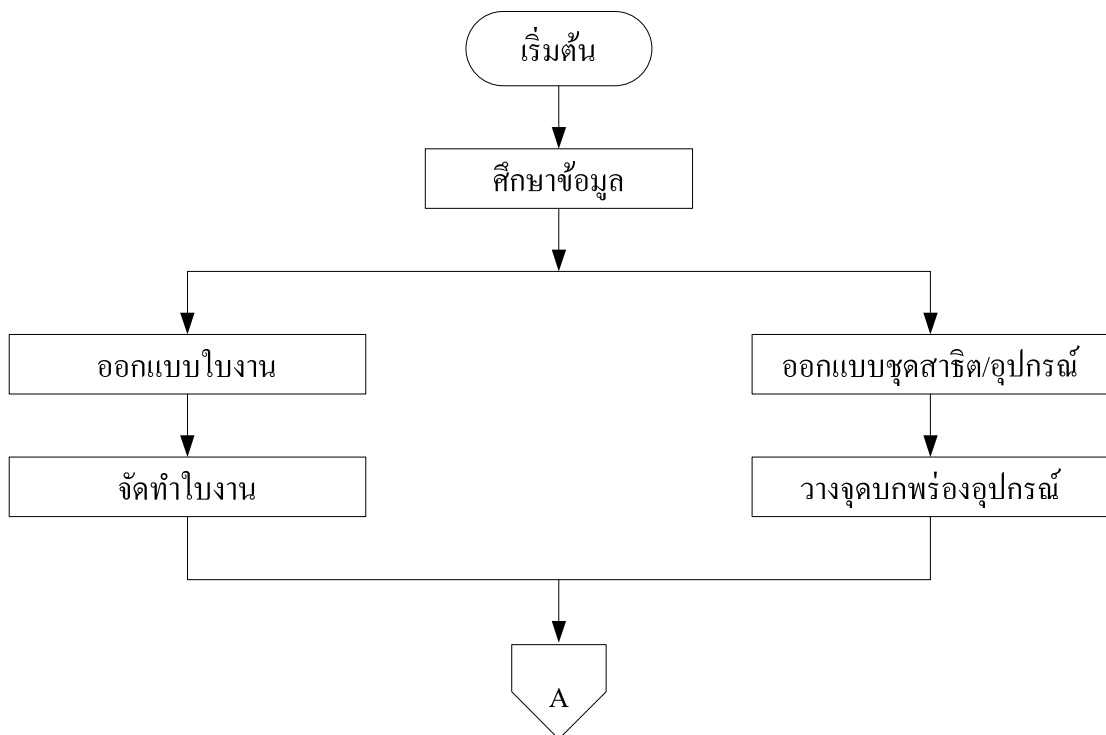 เริ่มต้น
ศึกษาข้อมูล
ออกแบบใบงาน
ออกแบบชุดสาธิต/อุปกรณ์
จัดทำใบงาน
วางจุดบกพร่องอุปกรณ์
A